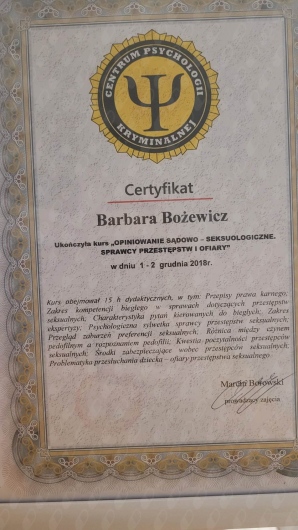 CENTRUM PSYCHOLOGII
KRYMINALNEJ
Certyfikat
Barbara Bożewicz
Ukończyła kurs „OPINIOWANIE SĄDOWO – SEKSUOLOGICZNE.
SPRAWCY PRZESTĘPSTW I OFIARY”
w dniu 1 - 2 grudnia 2018r.
Kurs obejmował 15 h dydaktycznych, w tym: Przepisy prawa karnego;
Zakres kompetencji biegłego w sprawach dotyczących przestępstw
seksualnych; Charakterystyka pytań kierowanych do biegłych; Zakres
ekspertyzy; Psychologiczna sylwetka sprawcy przestępstw seksualnych;
Przegląd zaburzeń preferencji seksualnych; Różnica między czynem
pedofilnym a rozpoznaniem pedofilii; Kwestia poczytalności przestępców
seksualnych; Środki zabezpieczające wobec przestępców seksualnych;
Problematyka przesłuchania dziecka – ofiary przestępstwa seksualnego.
Marcin Borowski
prowadzący zajęcia